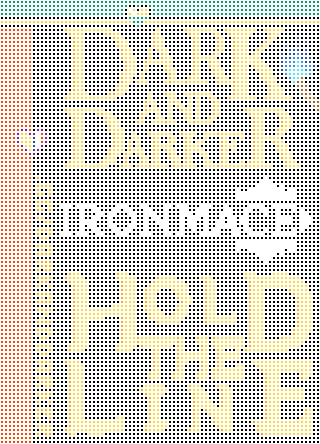 DARK
AND
DARKER
IRONMACE
HOLD
THE
LINE